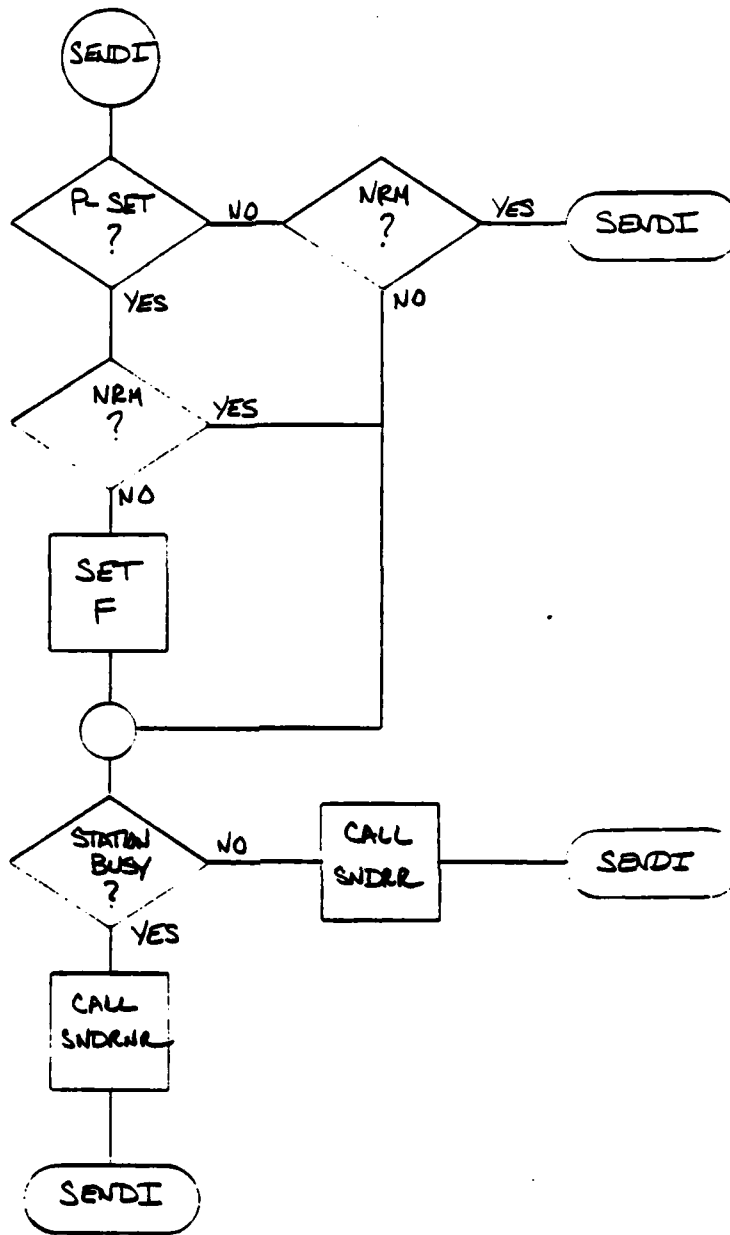 SENDI
P- SET
?
NO
NRM
?
YES
SENDI
YES
NO
NRM
?
YES
NO
SET
F
STATION
BUSY
?
NO
CALL
SNDRR
SENDI
YES
CALL
SNDRNR
SENDI